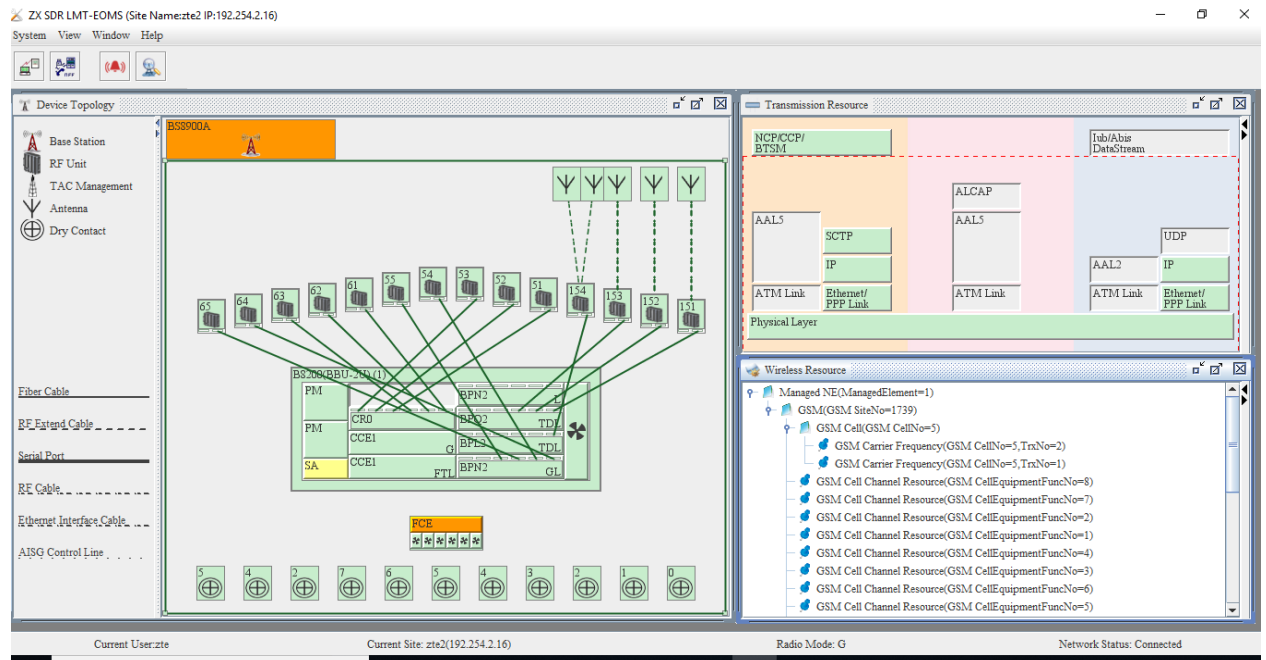 ZX SDR LMT-EOMS (Site Name:zte2 IP:192.254.2.16)
System View Window Help
OFF
Device Topology
Base Station
RF Unit
TAC Management
Antenna
Dry Contact
Fiber Cable
RF Extend Cable
Serial Port
RF Cable
Ethernet Interface Cable
AISG Control Line
BS8900A
65
64
63
62
61
55
54
53
52
51
154
153
152
151
BS200(BBU-2U) (1)
PM
PM
SA
CR0
CCE1
G
CCE1
FTL
BPN2
L
BPQ2
TDL
BPL3
TDL
BPN2
GL
FCE
5
4
2
7
6
5
4
3
2
1
0
Transmission Resource
NCP/CCP/
BTSM
Iub/Abis
DataStream
AAL5
SCTP
IP
ATM Link
Ethernet/
PPP Link
ALCAP
AAL5
ATM Link
UDP
AAL2
IP
ATM Link
Ethernet/
PPP Link
Physical Layer
Wireless Resource
Managed NE(ManagedElement=1)
GSM(GSM SiteNo=1739)
GSM Cell(GSM CellNo=5)
GSM Carrier Frequency(GSM CellNo=5,TrxNo=2)
GSM Carrier Frequency(GSM CellNo=5,TrxNo=1)
GSM Cell Channel Resource(GSM CellEquipmentFuncNo=8)
GSM Cell Channel Resource(GSM CellEquipmentFuncNo=7)
GSM Cell Channel Resource(GSM CellEquipmentFuncNo=2)
GSM Cell Channel Resource(GSM CellEquipmentFuncNo=1)
GSM Cell Channel Resource(GSM CellEquipmentFuncNo=4)
GSM Cell Channel Resource(GSM CellEquipmentFuncNo=3)
GSM Cell Channel Resource(GSM CellEquipmentFuncNo=6)
GSM Cell Channel Resource(GSM CellEquipmentFuncNo=5)
Current User:zte
Current Site: zte2(192.254.2.16)
Radio Mode: G
Network Status: Connected